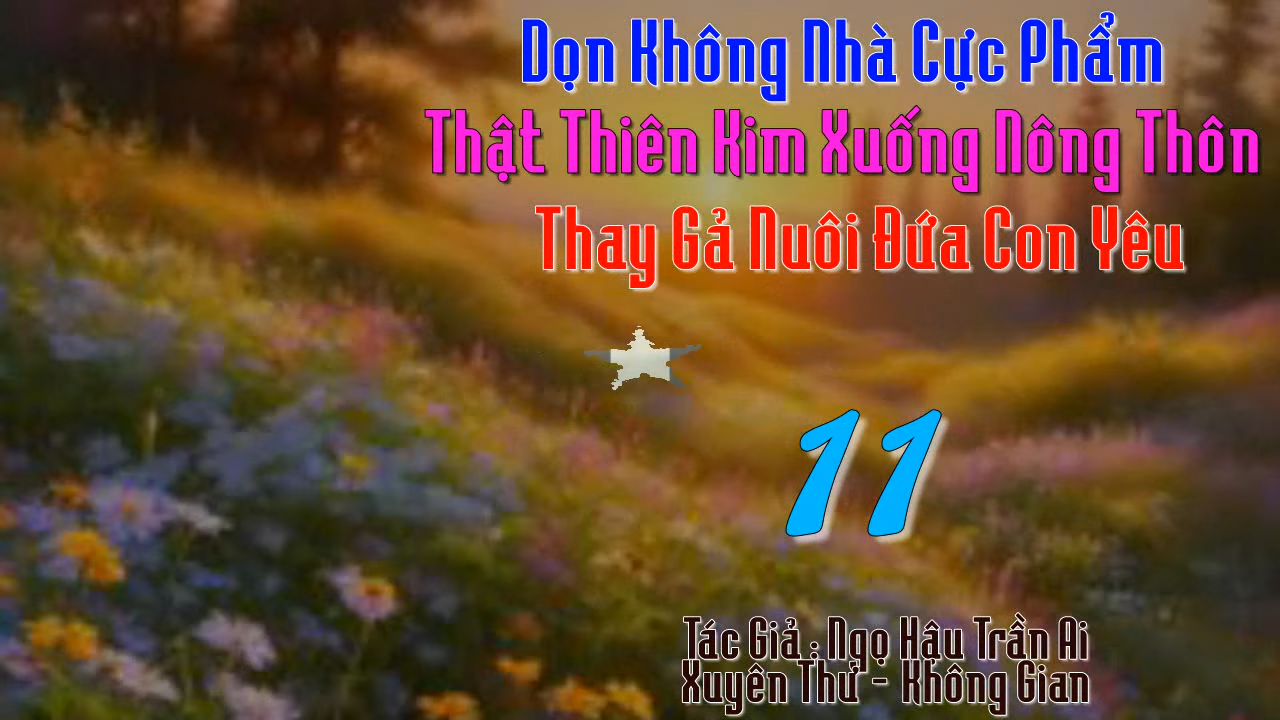 Dọn Không Nhà Cực Phẩm
Thật Thiên Kim Xuống Nông Thôn
Thay Gả Nuôi Đứa Con Yêu
11
Tác Giả : Ngọ Hậu Trần Ai
Xuyên Thư - Không Gian